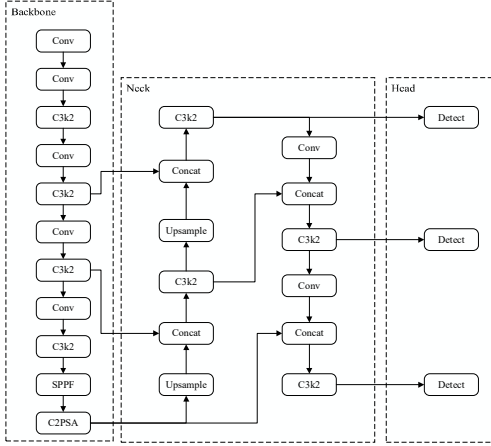 Backbone
Conv
Conv
C3k2
Conv
C3k2
Conv
C3k2
Conv
C3k2
SPPF
C2PSA
Neck
C3k2
Concat
Upsample
C3k2
Concat
Upsample
Conv
Concat
C3k2
Conv
Concat
C3k2
Head
Detect
Detect
Detect